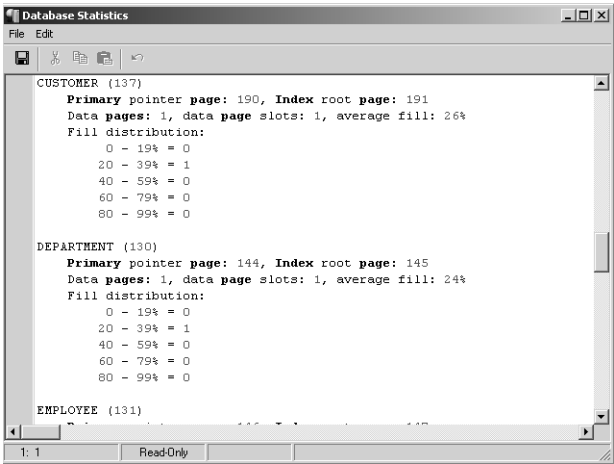 Database Statistics
File Edit
CUSTOMER (137)
Primary pointer page: 190, Index root page: 191
Data pages: 1, data page slots: 1, average fill: 26%
Fill distribution:
0 - 19% = 0
20 - 39% = 1
40 - 59% = 0
60 - 79% = 0
80 - 99% = 0
DEPARTMENT (130)
Primary pointer page: 144, Index root page: 145
Data pages: 1, data page slots: 1, average fill: 24%
Fill distribution:
0 - 19% = 0
20 - 39% = 1
40 - 59% = 0
60 - 79% = 0
80 - 99% = 0
EMPLOYEE (131)
1: 1 Read-Only